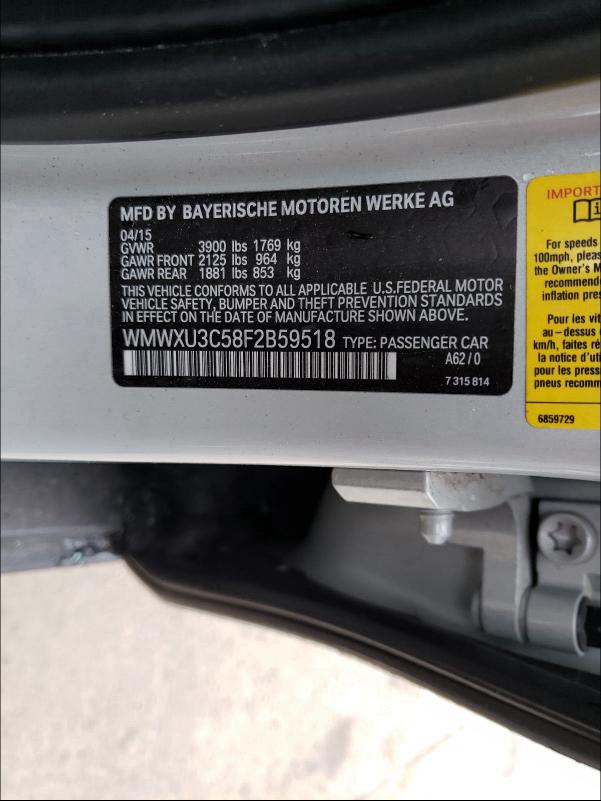 MFD BY BAYERISCHE MOTOREN WERKE AG
04/15
GVWR 3900 lbs 1769 kg
GAWR FRONT 2125 lbs 964 kg
GAWR REAR 1881 lbs 853 kg
THIS VEHICLE CONFORMS TO ALL APPLICABLE U.S.FEDERAL MOTOR
VEHICLE SAFETY, BUMPER AND THEFT PREVENTION STANDARDS
IN EFFECT ON THE DATE OF MANUFACTURE SHOWN ABOVE.
WMWXU3C58F2B59518 TYPE: PASSENGER CAR
A62/0
7 315 814
IMPORT
For speeds
100mph, pleas
the Owner's M
recommende
inflation pres
Pour les vit
au-dessus d
km/h, faites ré
la notice d'util
pour les press
pneus recomm
6859729